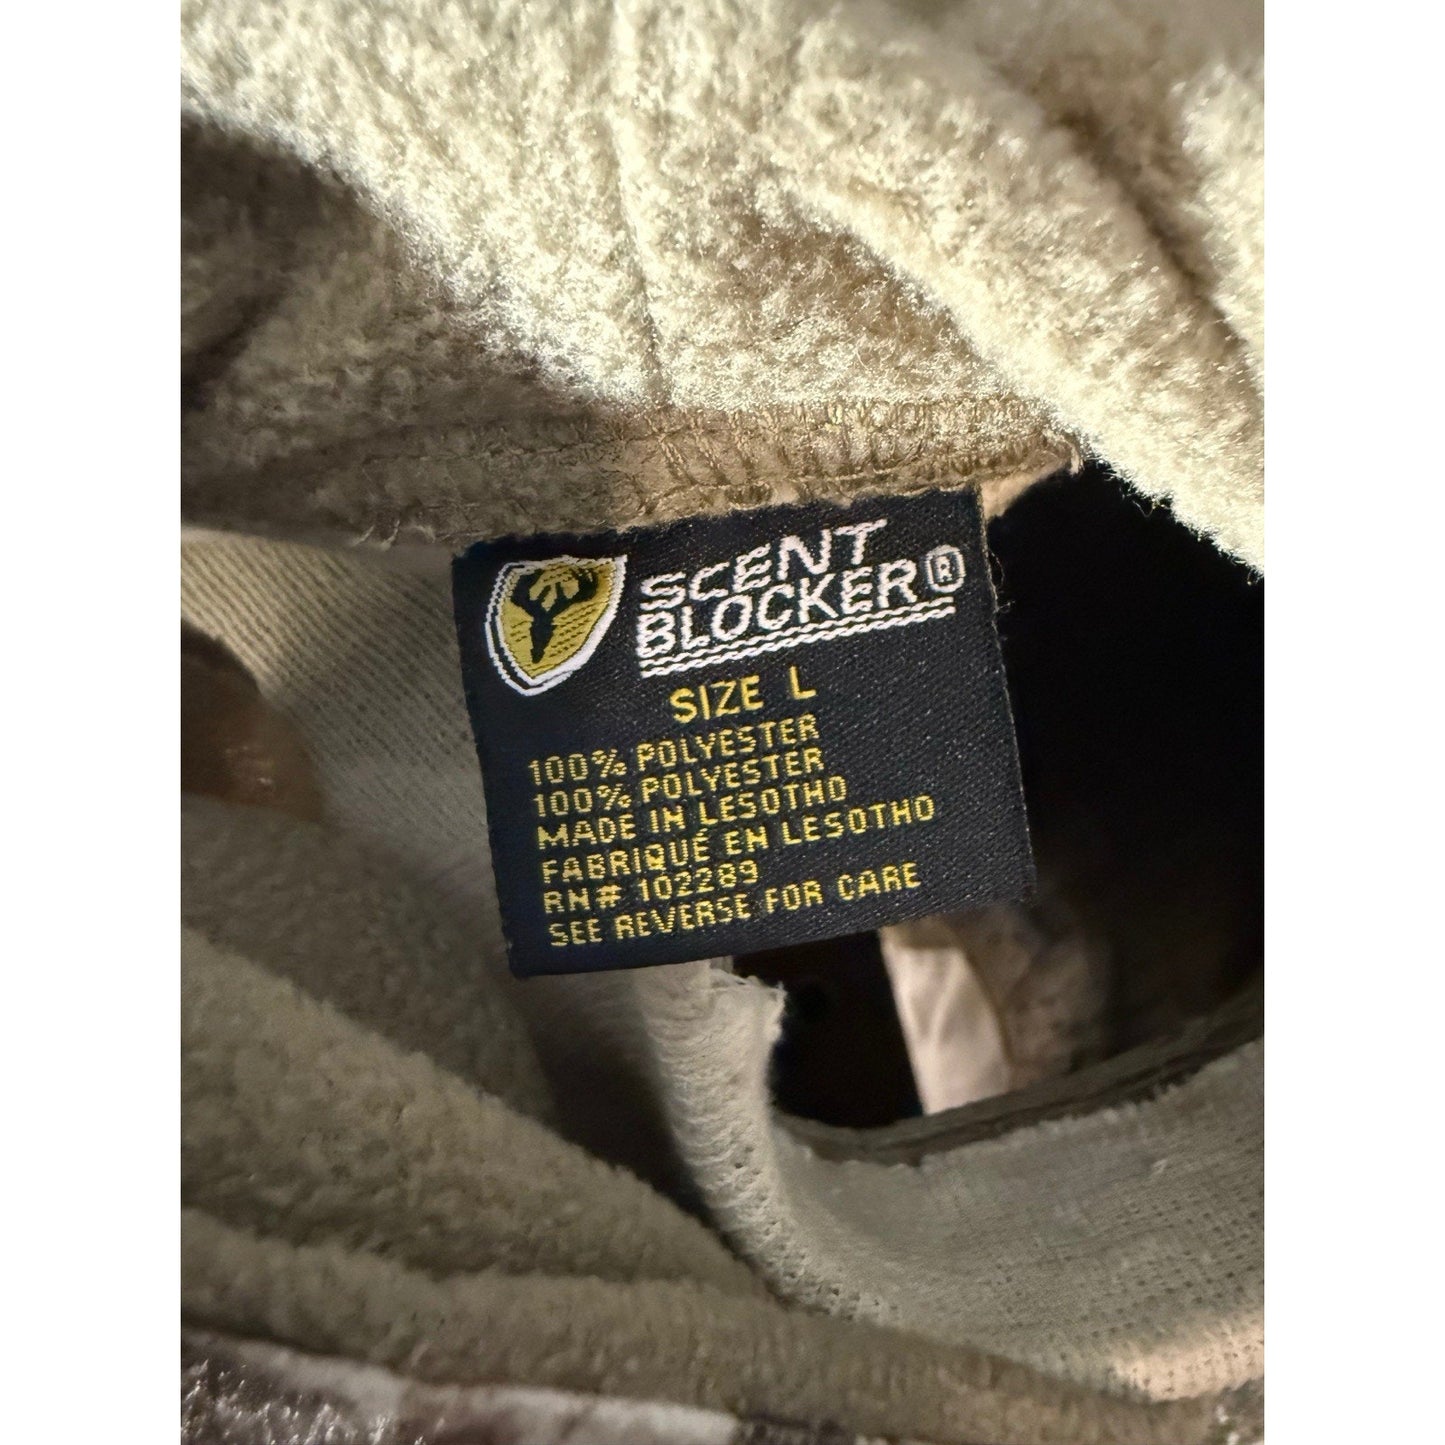 SCENT
BLOCKER®
SIZE L
100% POLYESTER
100% POLYESTER
MADE IN LESOTHO
FABRIQUÉ EN LESOTHO
RN# 102289
SEE REVERSE FOR CARE